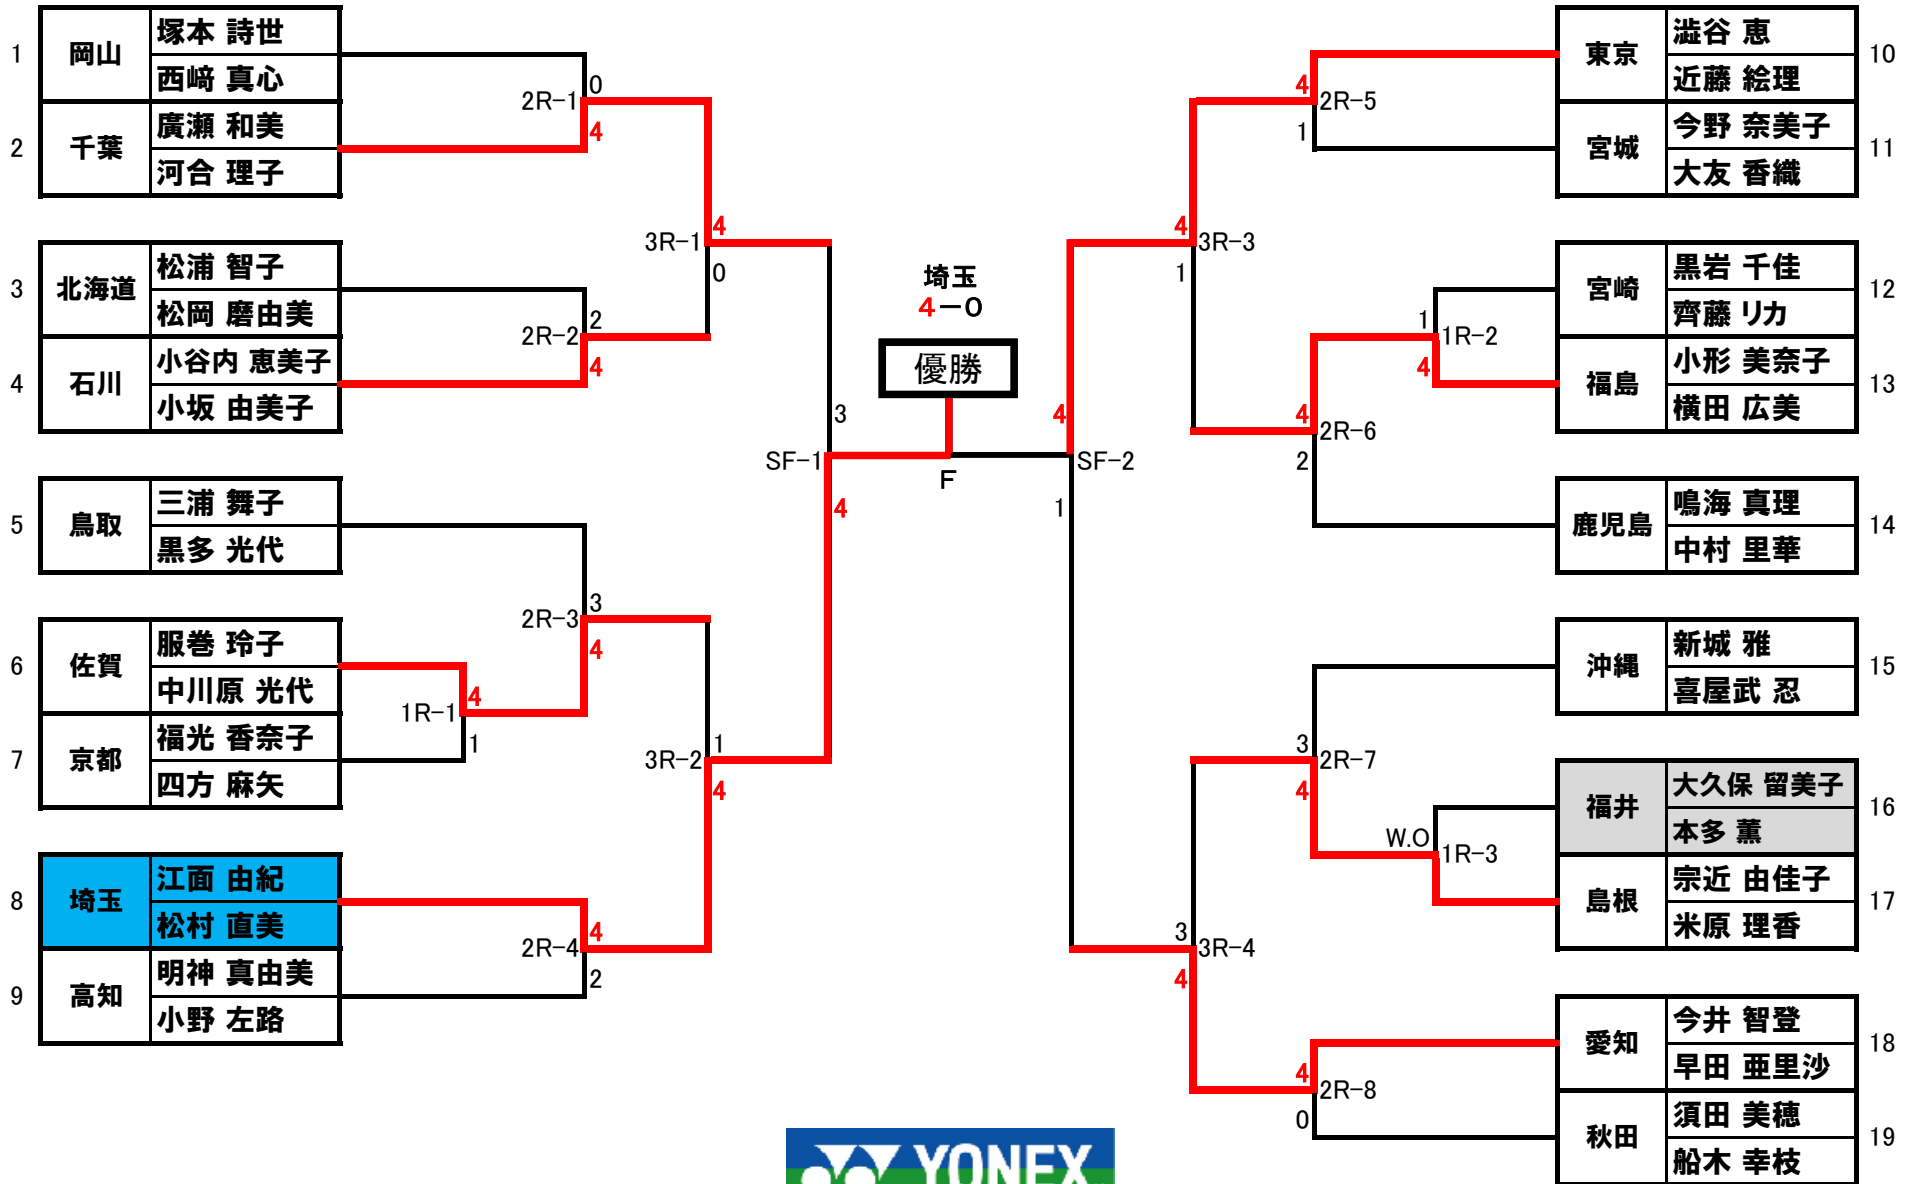 1 岡山 塚本 詩世
西﨑 真心
2 千葉 廣瀬 和美
河合 理子
3 北海道 松浦 智子
松岡 磨由美
4 石川 小谷内 恵美子
小坂 由美子
5 鳥取 三浦 舞子
黒多 光代
6 佐賀 服巻 玲子
中川原 光代
7 京都 福光 香奈子
四方 麻矢
8 埼玉 江面 由紀
松村 直美
9 高知 明神 真由美
小野 左路
1R-1
4
1
2R-1
0
4
2R-2
2
4
2R-3
3
4
2R-4
4
2
3R-1
4
0
3R-2
1
4
SF-1
3
4
埼玉
4-0
優勝
F
SF-2
4
1
3R-3
4
1
3R-4
3
4
2R-5
4
1
2R-6
4
2
2R-7
3
4
2R-8
4
0
1R-2
1
4
1R-3
W.O
東京 澁谷 恵 10
近藤 絵理
宮城 今野 奈美子 11
大友 香織
宮崎 黒岩 千佳 12
齊藤 リカ
福島 小形 美奈子 13
横田 広美
鹿児島 鳴海 真理 14
中村 里華
沖縄 新城 雅 15
喜屋武 忍
福井 大久保 留美子 16
本多 薫
島根 宗近 由佳子 17
米原 理香
愛知 今井 智登 18
早田 亜里沙
秋田 須田 美穂 19
船木 幸枝
YONEX